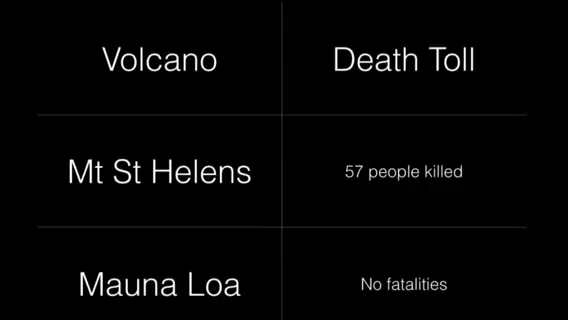 Volcano
Death Toll
Mt St Helens
57 people killed
Mauna Loa
No fatalities